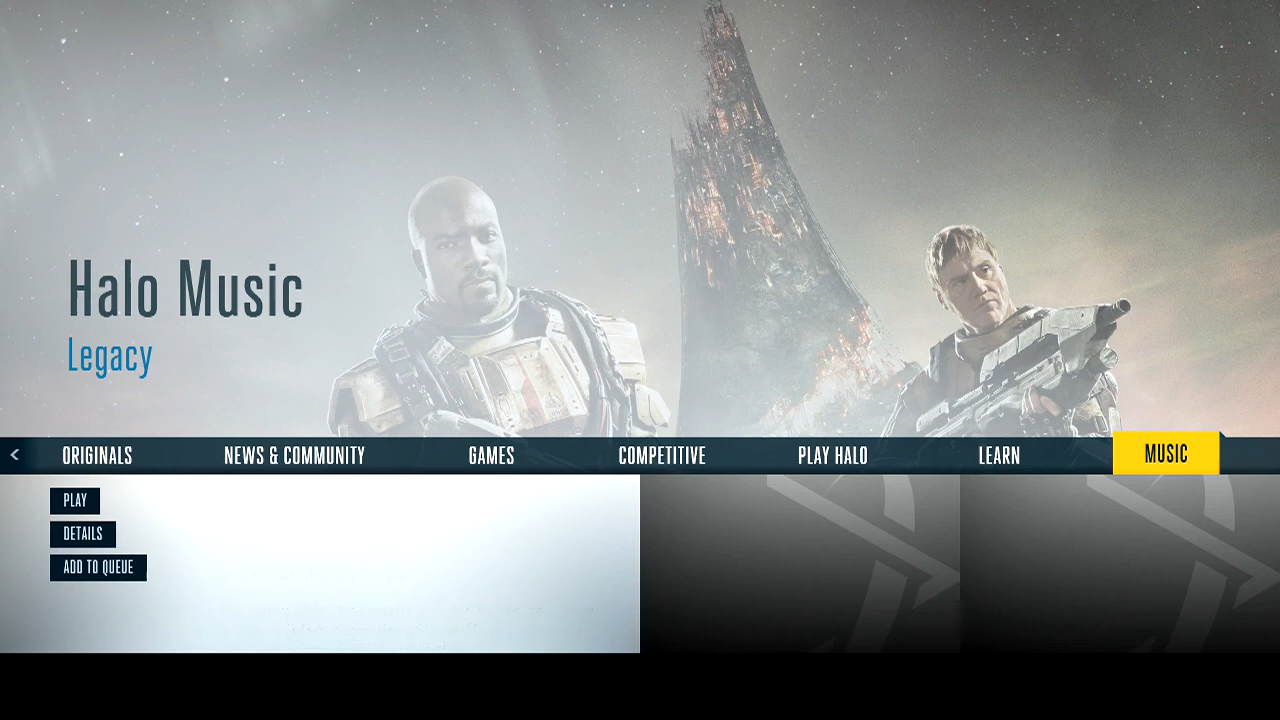 Halo Music
Legacy
< ORIGINALS NEWS & COMMUNITY GAMES COMPETITIVE PLAY HALO LEARN MUSIC
PLAY
DETAILS
ADD TO QUEUE